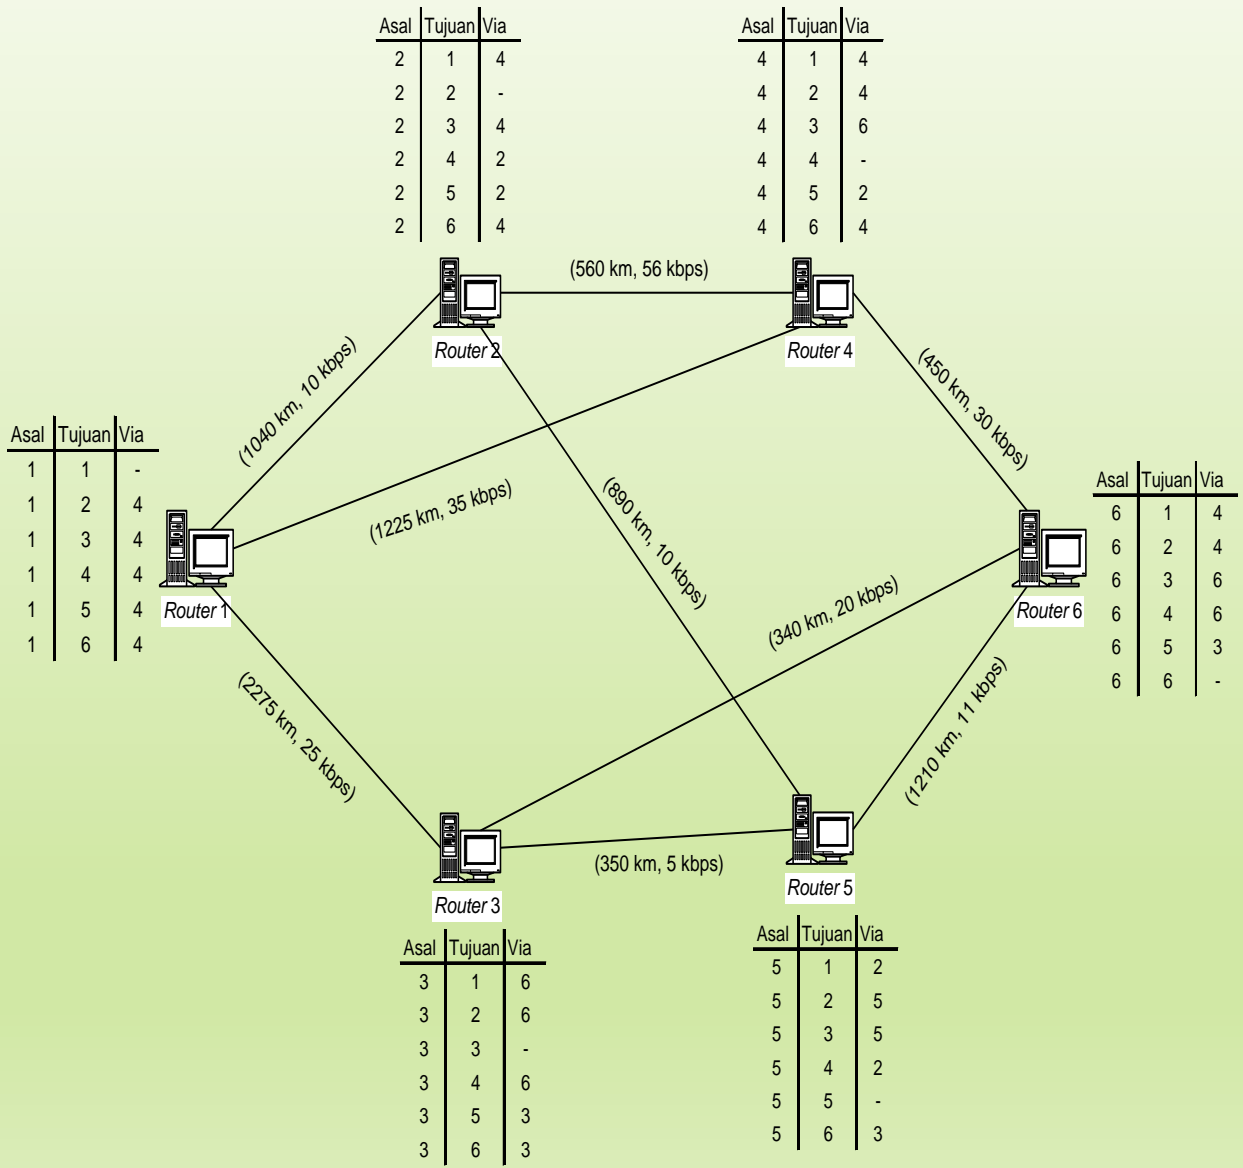 Asal Tujuan Via
2 1 4
2 2 -
2 3 4
2 4 2
2 5 2
2 6 4
Asal Tujuan Via
4 1 4
4 2 4
4 3 6
4 4 -
4 5 2
4 6 4
(560 km, 56 kbps)
Router 2
Router 4
(1040 km, 10 kbps)
(450 km, 30 kbps)
Asal Tujuan Via
1 1 -
1 2 4
1 3 4
1 4 4
1 5 4
1 6 4
Router 1
(1225 km, 35 kbps)
(890 km, 10 kbps)
Asal Tujuan Via
6 1 4
6 2 4
6 3 6
6 4 6
6 5 3
6 6 -
Router 6
(340 km, 20 kbps)
(2275 km, 25 kbps)
(1210 km, 11 kbps)
(350 km, 5 kbps)
Router 3
Router 5
Asal Tujuan Via
3 1 6
3 2 6
3 3 -
3 4 6
3 5 3
3 6 3
Asal Tujuan Via
5 1 2
5 2 5
5 3 5
5 4 2
5 5 -
5 6 3